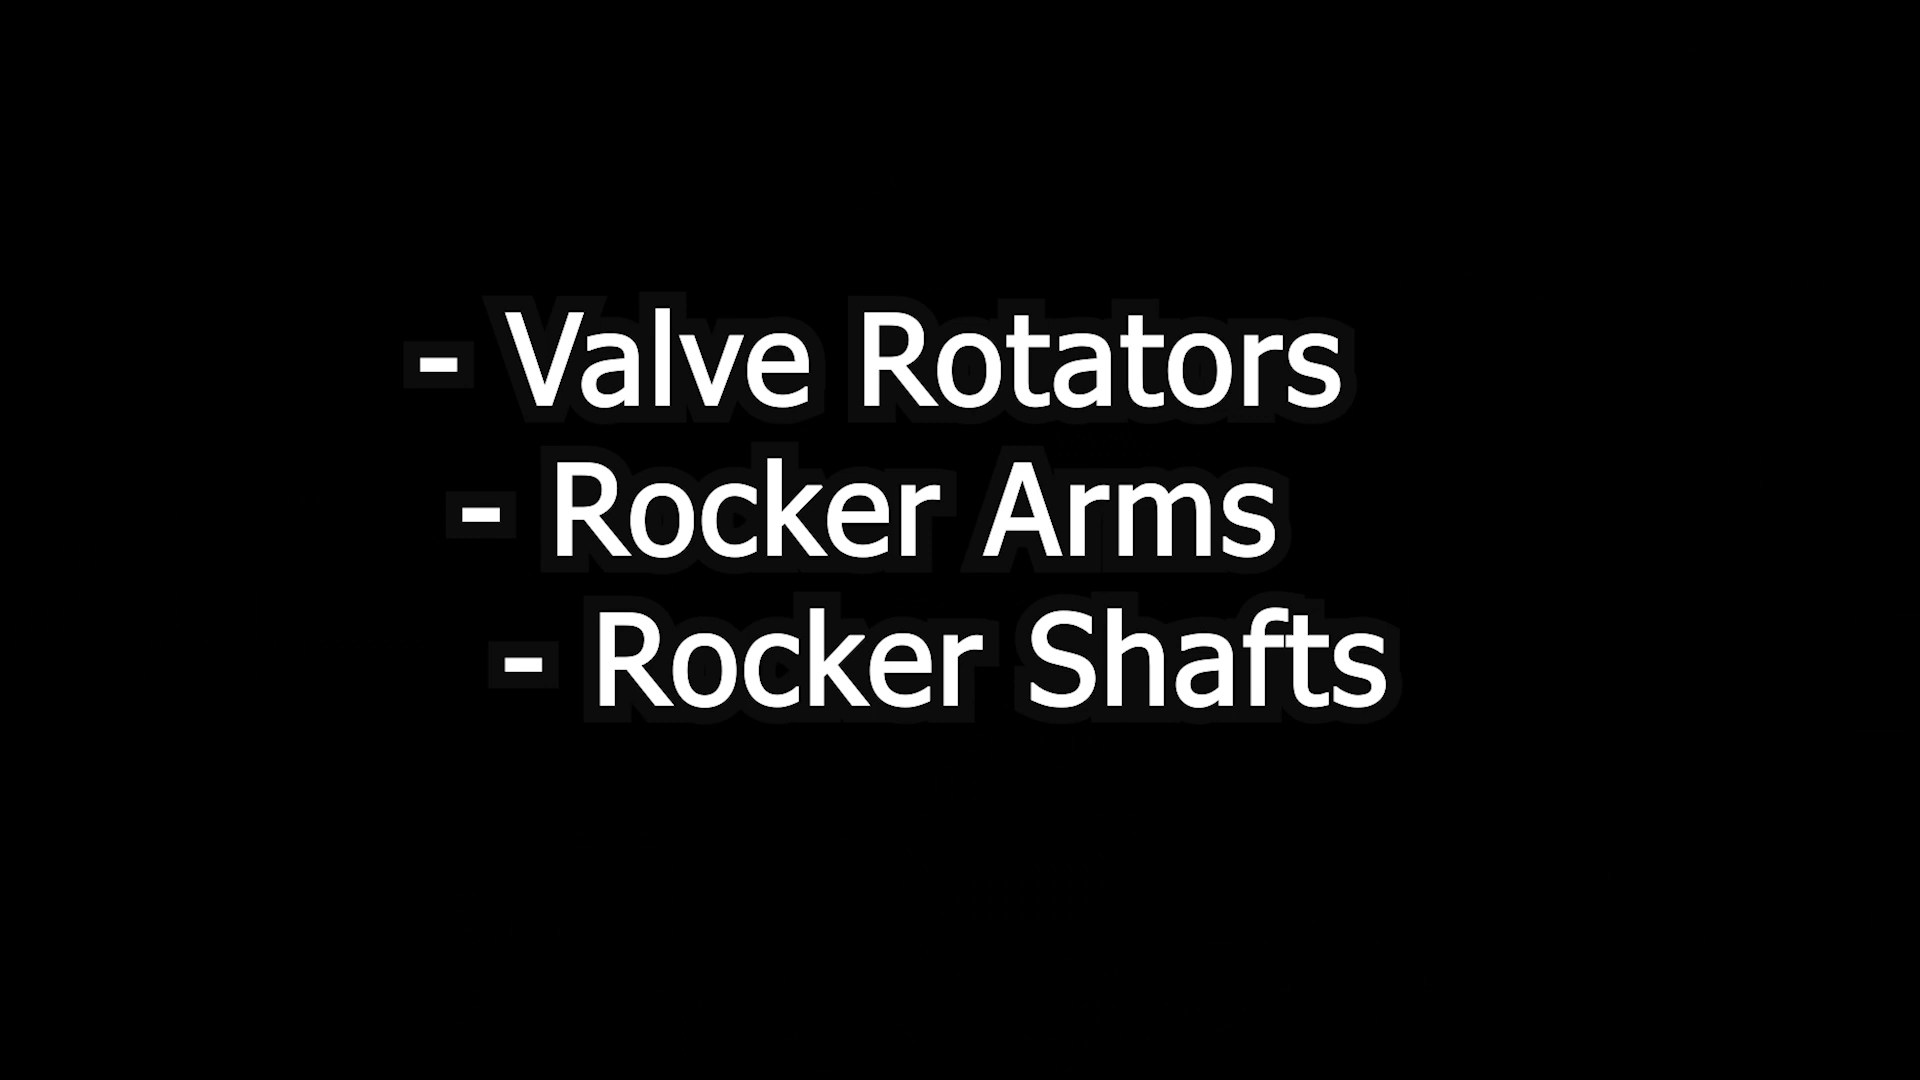 - Valve Rotators
- Rocker Arms
- Rocker Shafts